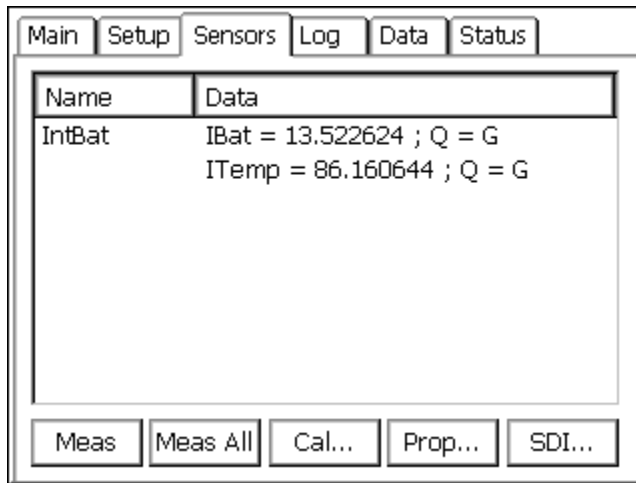 Main Setup Sensors Log Data Status
Name Data
IntBat IBat = 13.522624 ; Q = G
ITemp = 86.160644 ; Q = G
Meas Meas All Cal... Prop... SDI...